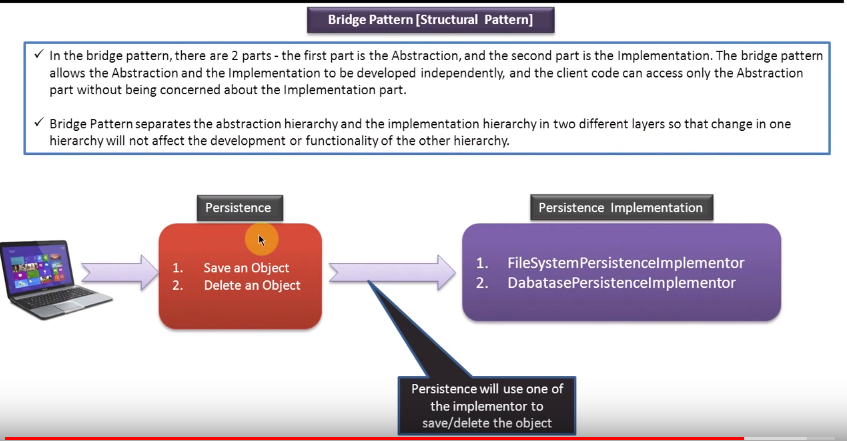 Bridge Pattern [Structural Pattern]
✓ In the bridge pattern, there are 2 parts - the first part is the Abstraction, and the second part is the Implementation. The bridge pattern
allows the Abstraction and the Implementation to be developed independently, and the client code can access only the Abstraction
part without being concerned about the Implementation part.
✓ Bridge Pattern separates the abstraction hierarchy and the implementation hierarchy in two different layers so that change in one
hierarchy will not affect the development or functionality of the other hierarchy.
Persistence
1. Save an Object
2. Delete an Object
Persistence Implementation
1. FileSystemPersistenceImplementor
2. DabatasePersistenceImplementor
Persistence will use one of
the implementor to
save/delete the object